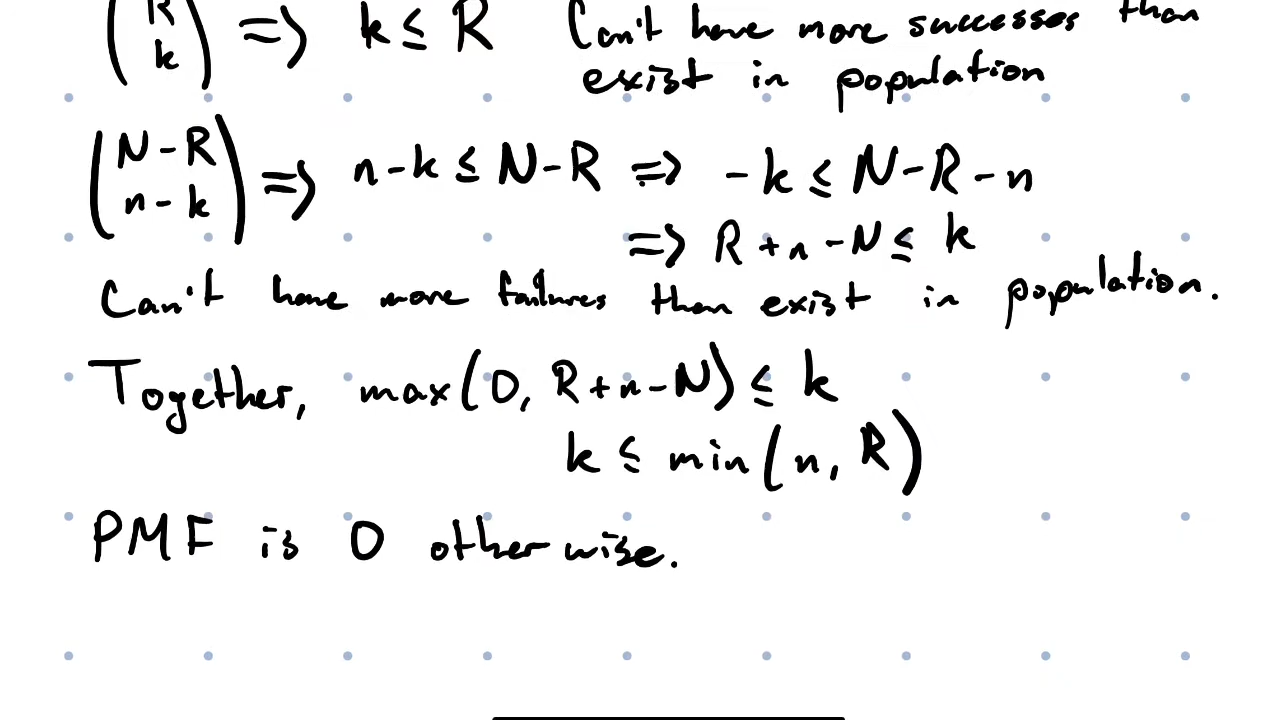 (R k) => k ≤ R Can't have more successes than
exist in population
(N-R n-k) => n-k ≤ N-R => -k ≤ N-R-n
=> R+n-N ≤ k
Can't have more failures than exist in population.
Together, max(0, R+n-N) ≤ k
k ≤ min(n, R)
PMF is 0 otherwise.